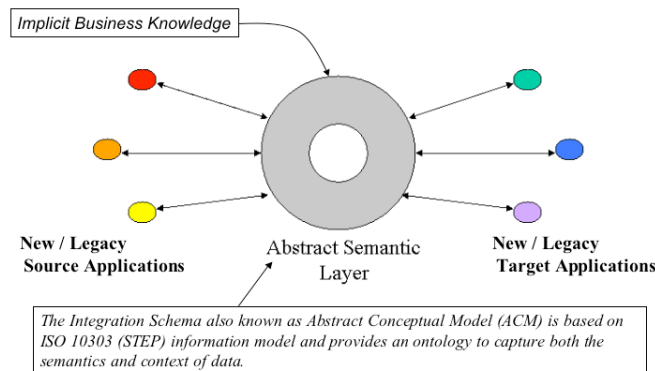 Implicit Business Knowledge
New / Legacy
Source Applications
Abstract Semantic
Layer
New / Legacy
Target Applications
The Integration Schema also known as Abstract Conceptual Model (ACM) is based on
ISO 10303 (STEP) information model and provides an ontology to capture both the
semantics and context of data.